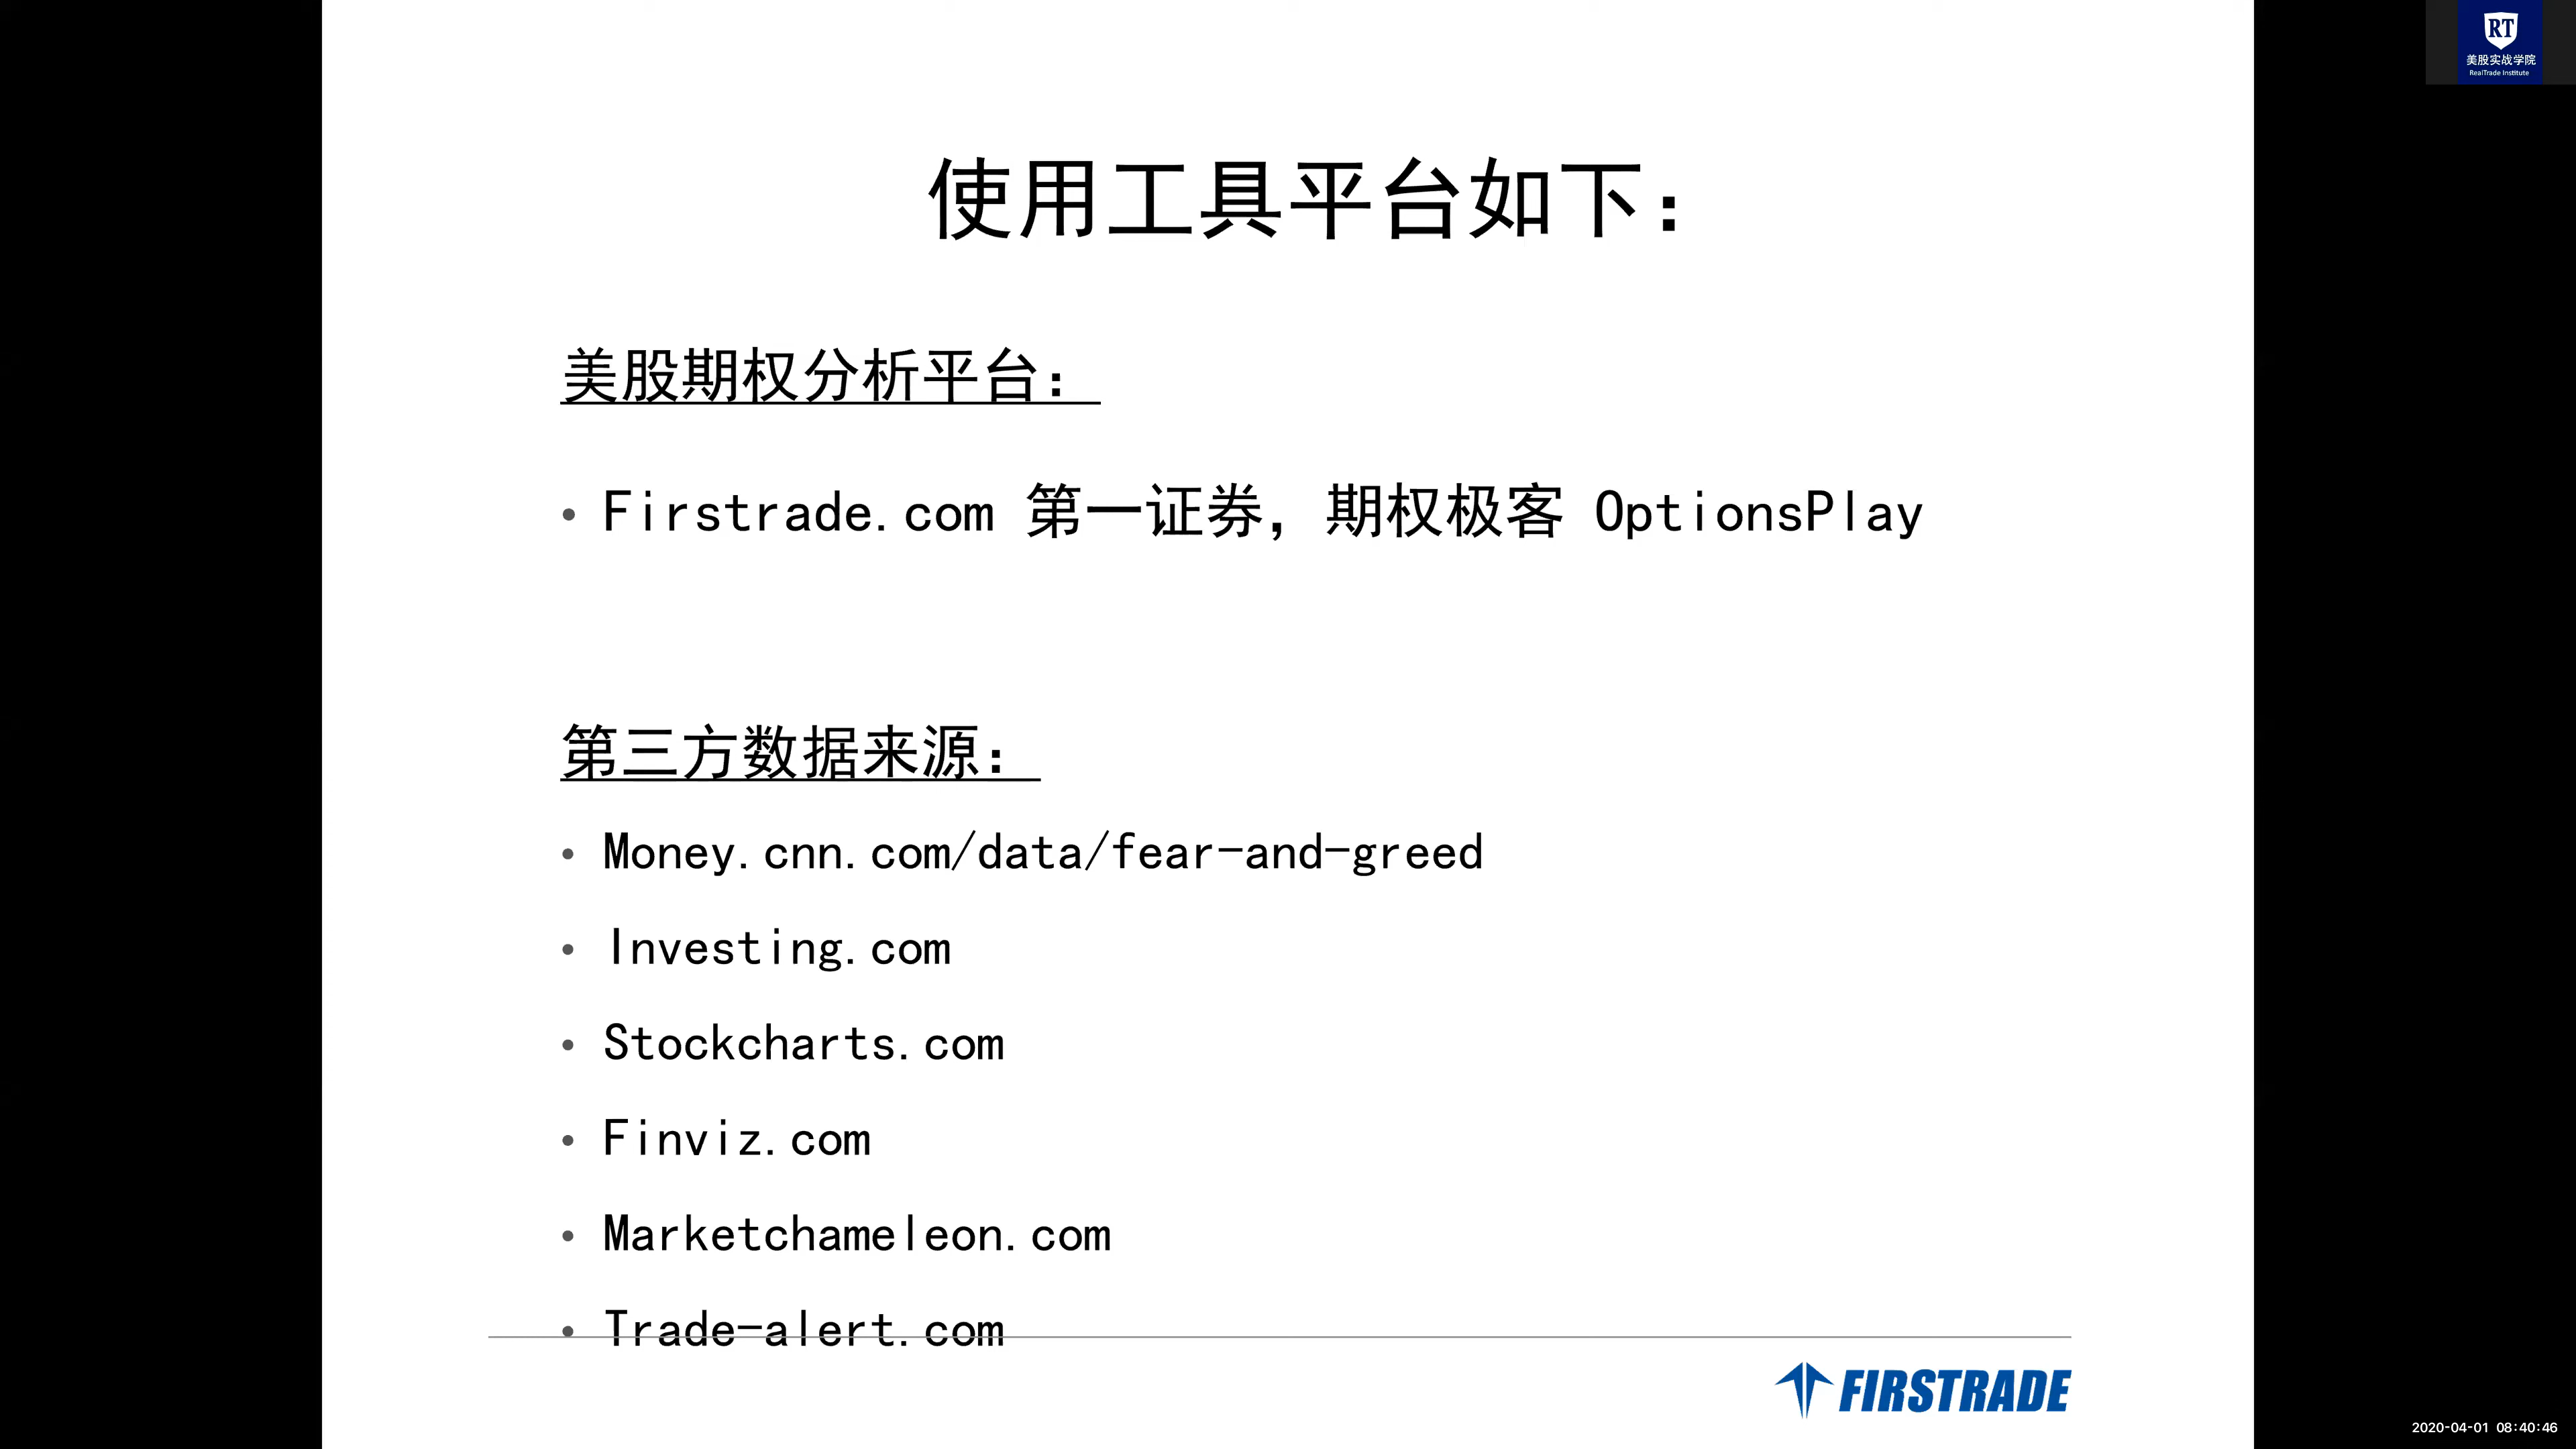 RT
美股实战学院
RealTrade Institute
使用工具平台如下：
美股期权分析平台：
• Firstrade.com 第一证券，期权极客 OptionsPlay
第三方数据来源：
• Money.cnn.com/data/fear-and-greed
• Investing.com
• Stockcharts.com
• Finviz.com
• Marketchameleon.com
• Trade-alert.com
FIRSTRADE
2020-04-01 08:40:46